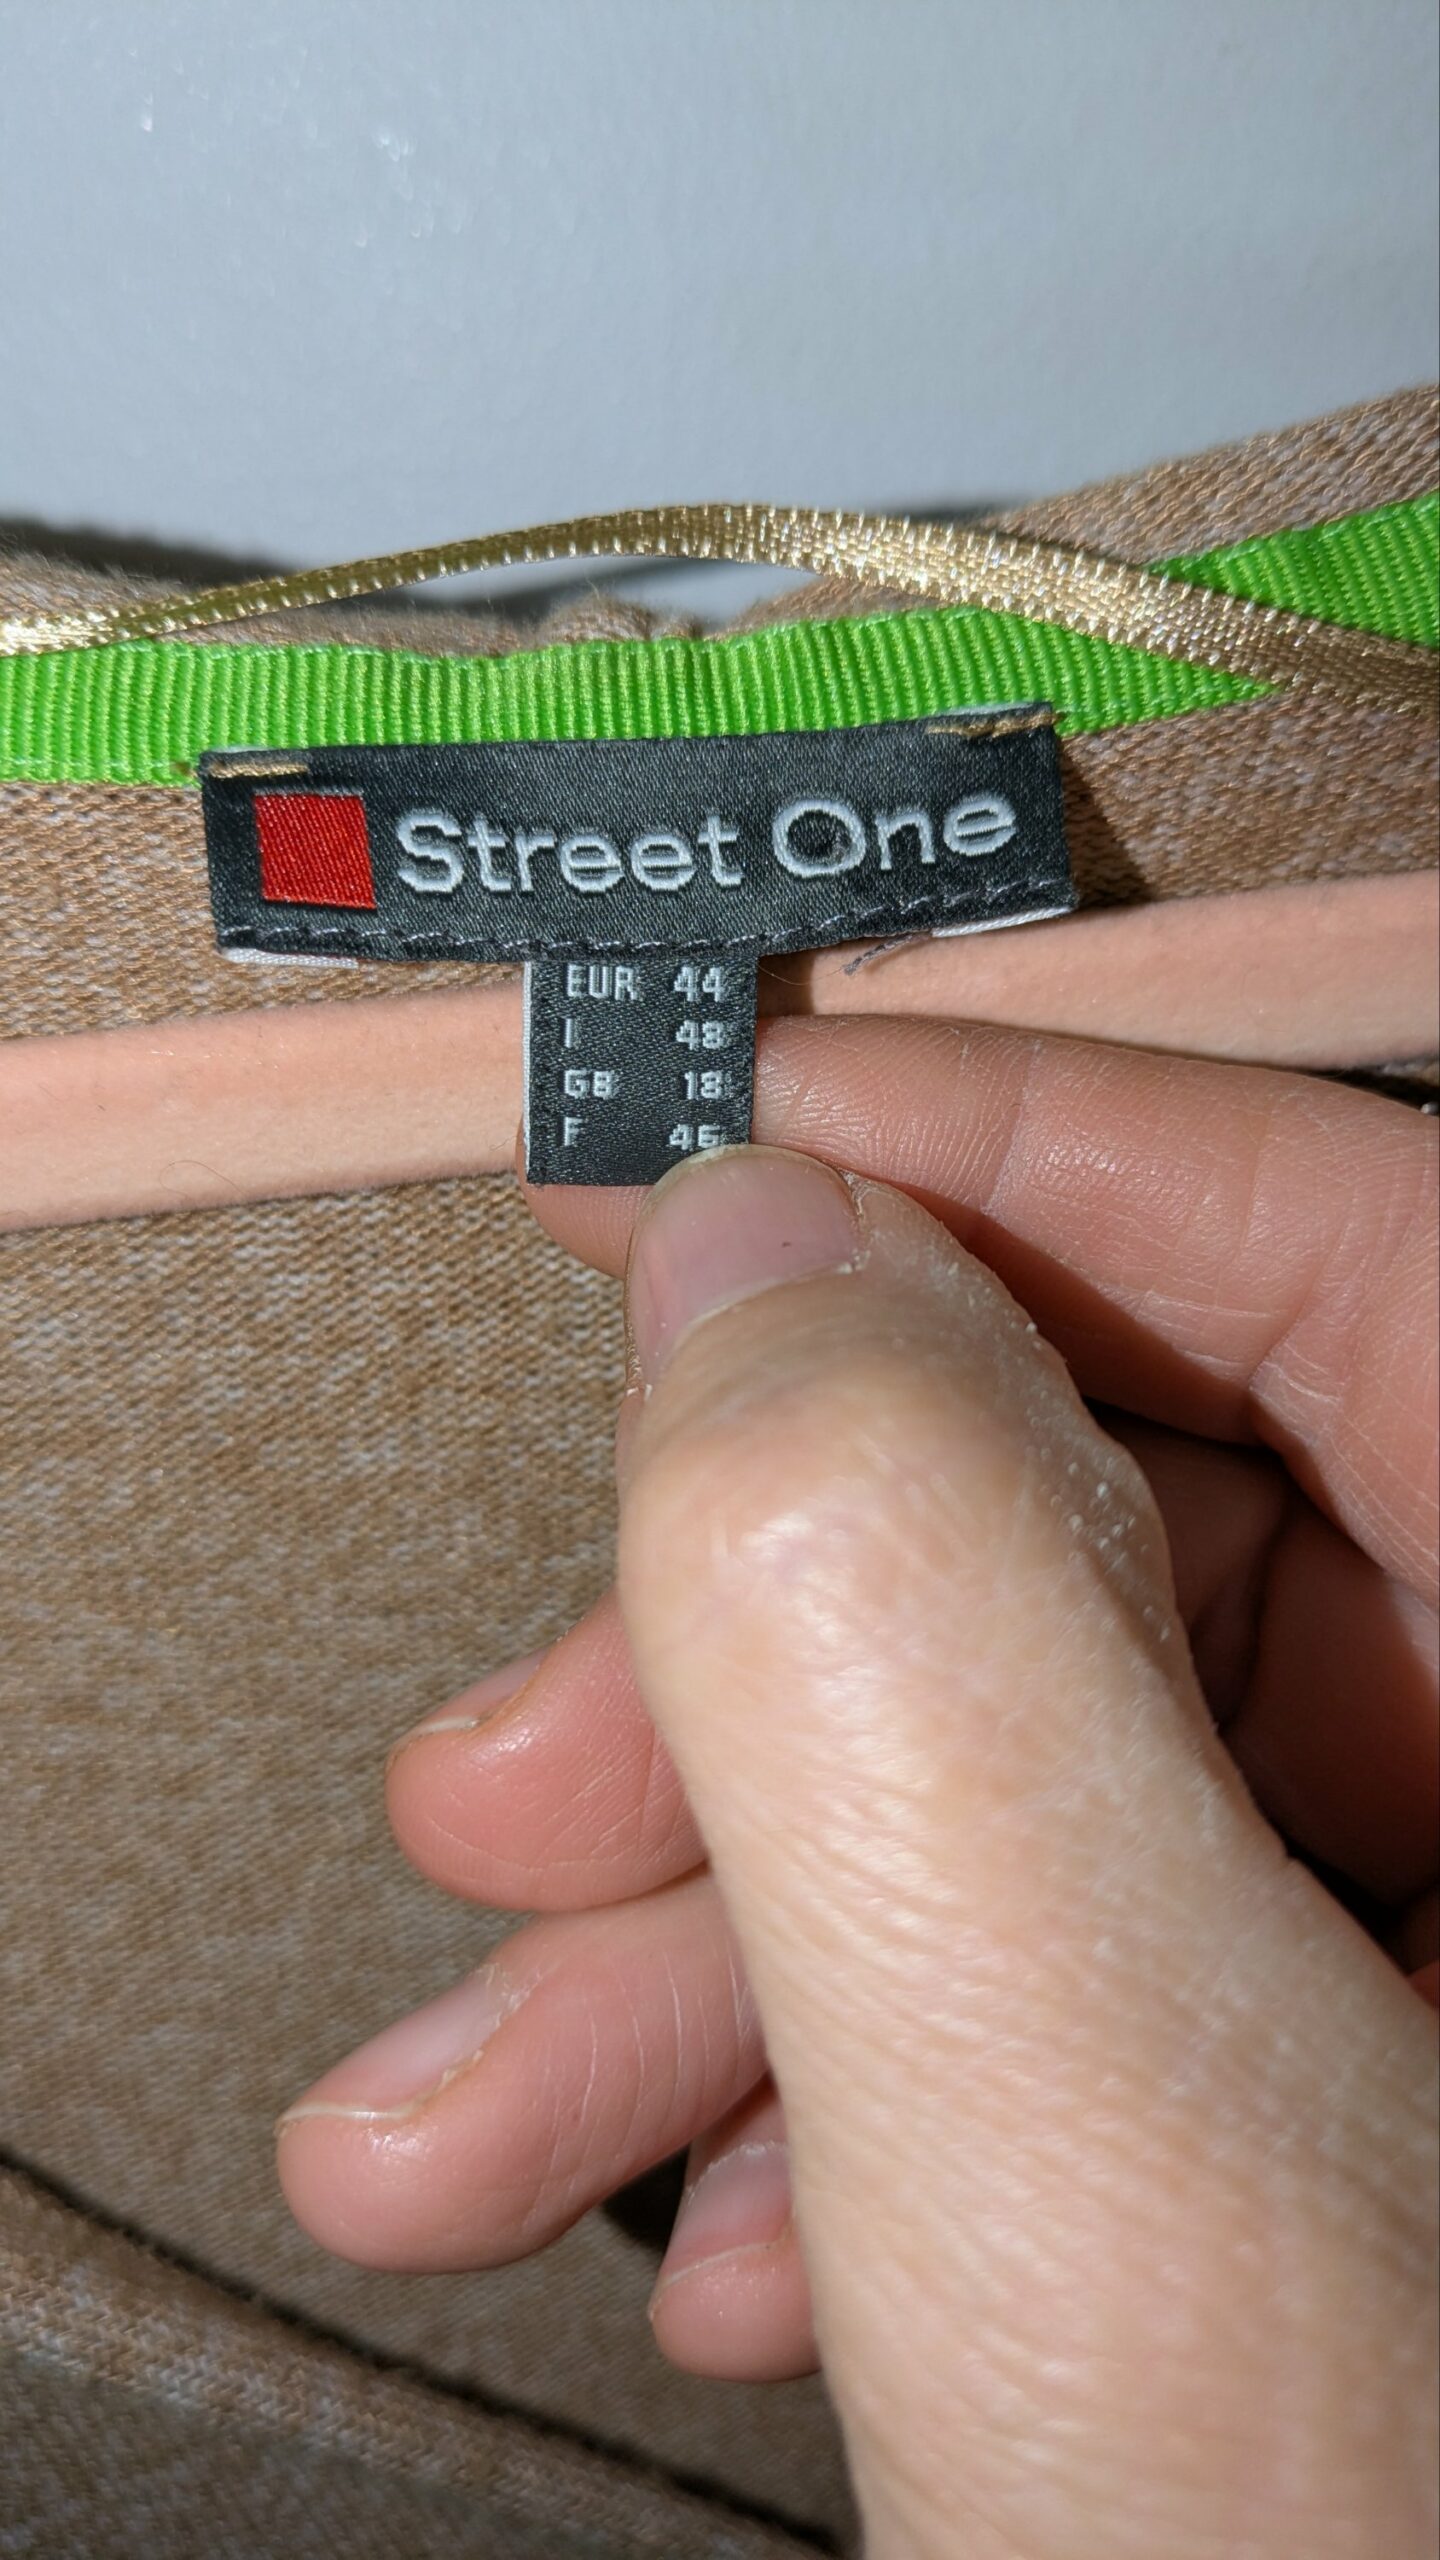 Street One
EUR 44
I 48
GB 18
F 46